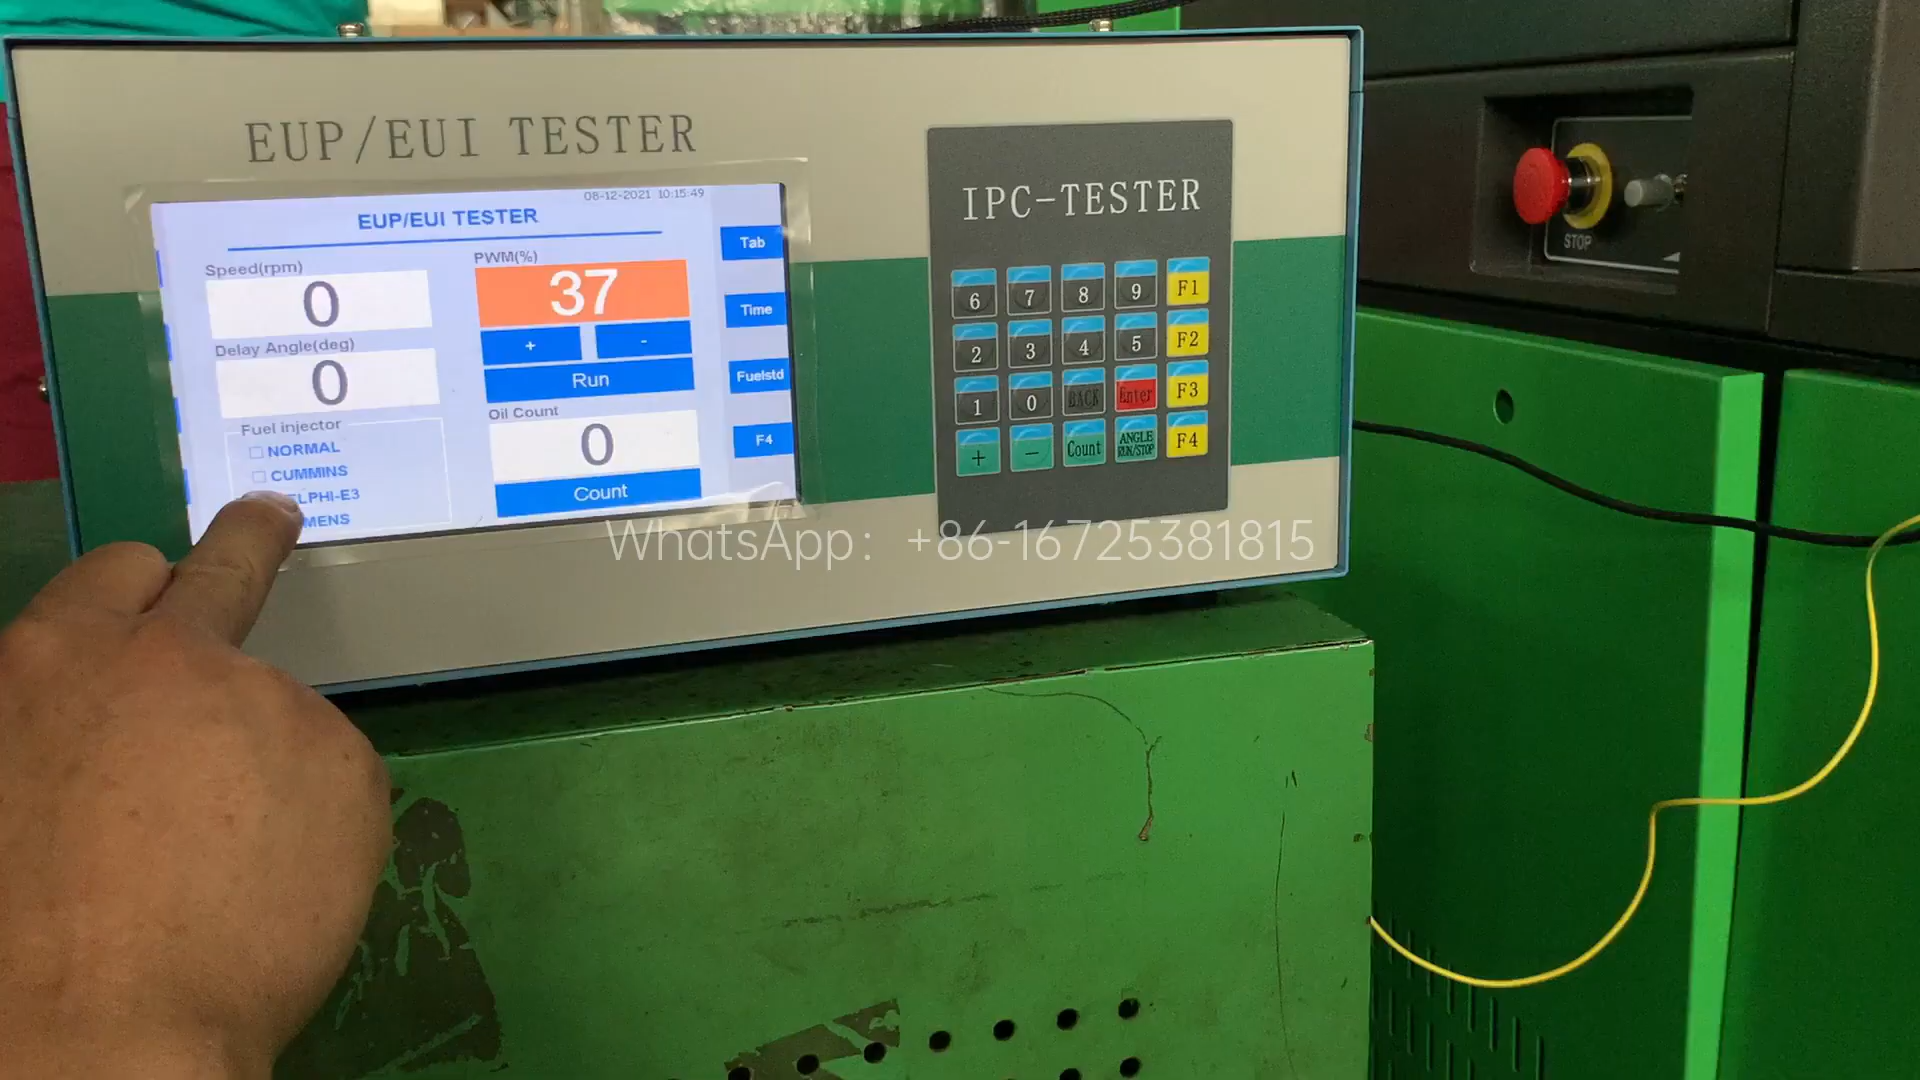 EUP/EUI TESTER
08-12-2021 10:15:49
EUP/EUI TESTER
Speed(rpm)
0
PWM(%)
37
+ -
Run
Delay Angle(deg)
0
Oil Count
0
Count
Fuel injector
NORMAL
CUMMINS
ELPHI-E3
MENS
Tab
Time
Fuelstd
F4
IPC-TESTER
6 7 8 9 F1
2 3 4 5 F2
1 0 BACK Enter F3
+ - Count ANGLE RUN/STOP F4
STOP
WhatsApp: +86-16725381815